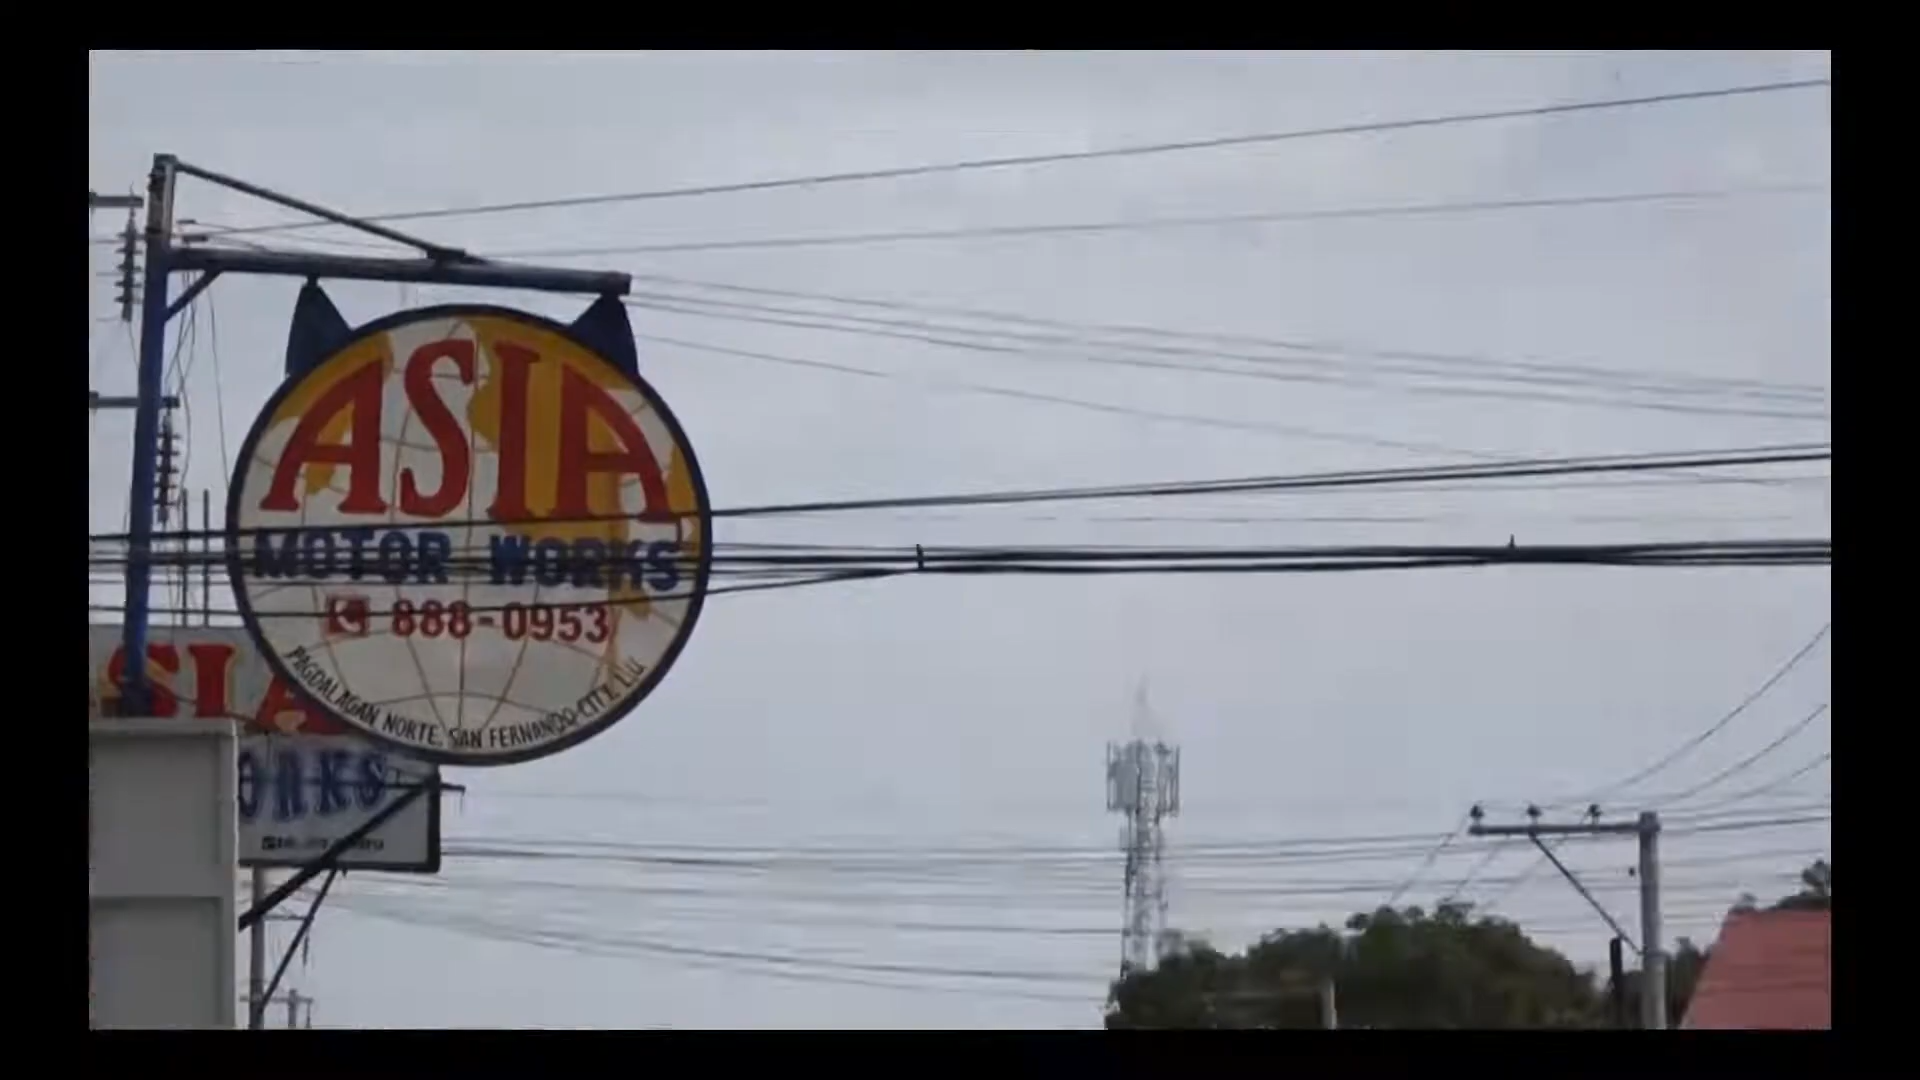 ASIA
MOTOR WORKS
888-0953
PAGDALAGAN NORTE, SAN FERNANDO CITY, L.U.
SIA
ORKS